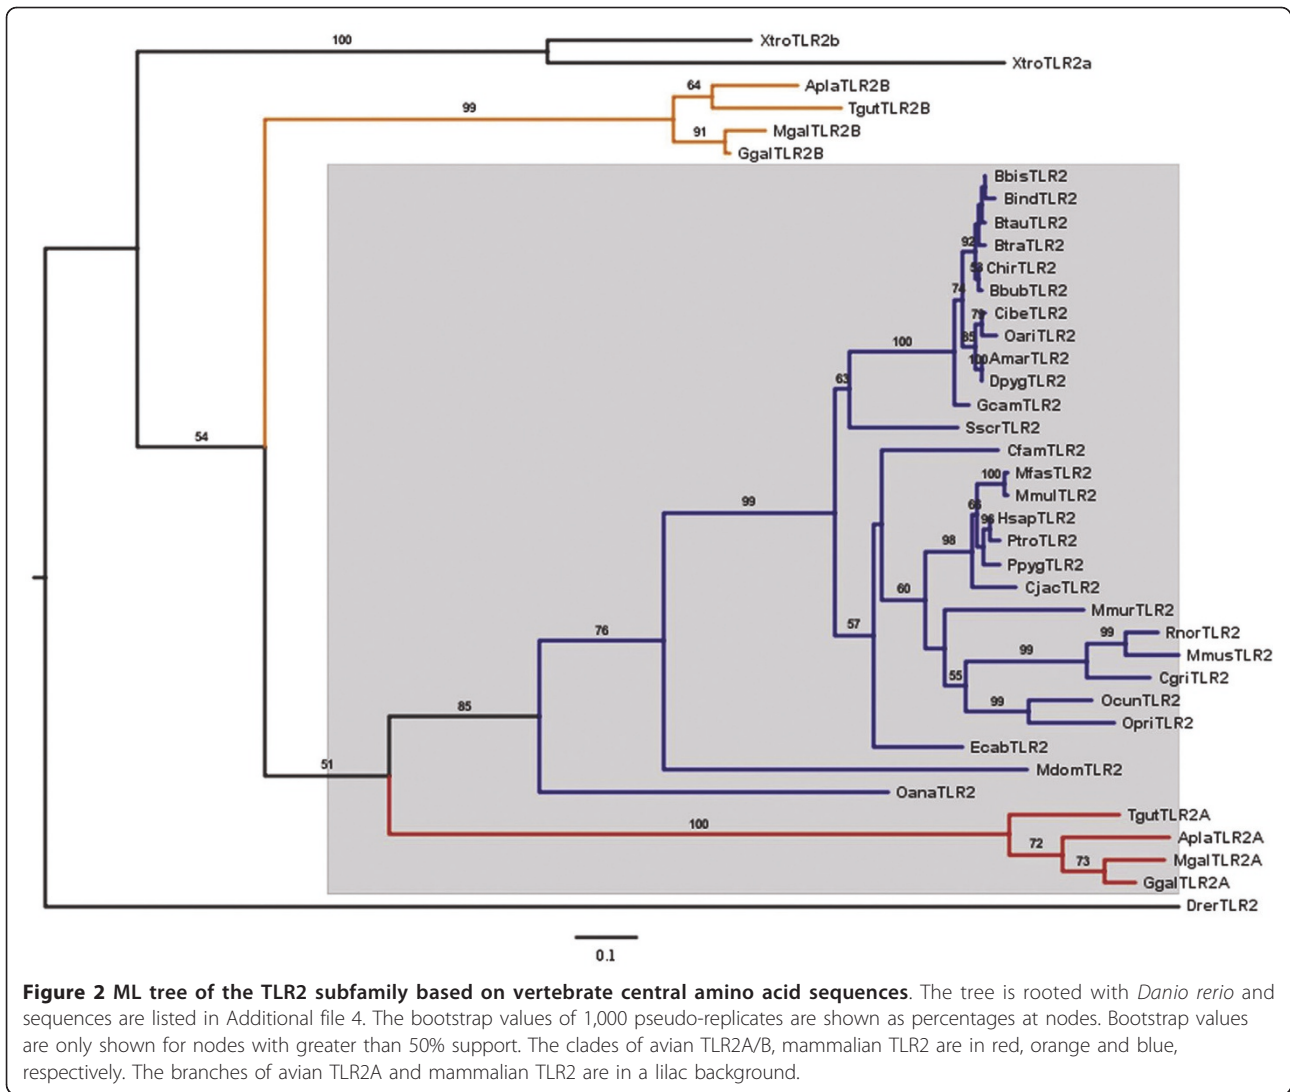 100
XtroTLR2b
XtroTLR2a
64
AplaTLR2B
99
TgutTLR2B
91
MgalTLR2B
GgalTLR2B
BbisTLR2
BindTLR2
BtauTLR2
92
BtraTLR2
ChirTLR2
74
BbubTLR2
79
CibeTLR2
85
OariTLR2
100
63
100
AmarTLR2
DpygTLR2
GcamTLR2
SscrTLR2
CfamTLR2
100
MfasTLR2
MmulTLR2
99
66
96
HsapTLR2
98
PtroTLR2
PpygTLR2
60
CjacTLR2
MmurTLR2
54
76
57
99
RnorTLR2
99
MmusTLR2
55
CgriTLR2
99
OcunTLR2
85
OpriTLR2
EcabTLR2
51
MdomTLR2
OanaTLR2
100
TgutTLR2A
72
AplaTLR2A
73
MgalTLR2A
GgalTLR2A
DrerTLR2
0.1
Figure 2 ML tree of the TLR2 subfamily based on vertebrate central amino acid sequences. The tree is rooted with Danio rerio and
sequences are listed in Additional file 4. The bootstrap values of 1,000 pseudo-replicates are shown as percentages at nodes. Bootstrap values
are only shown for nodes with greater than 50% support. The clades of avian TLR2A/B, mammalian TLR2 are in red, orange and blue,
respectively. The branches of avian TLR2A and mammalian TLR2 are in a lilac background.